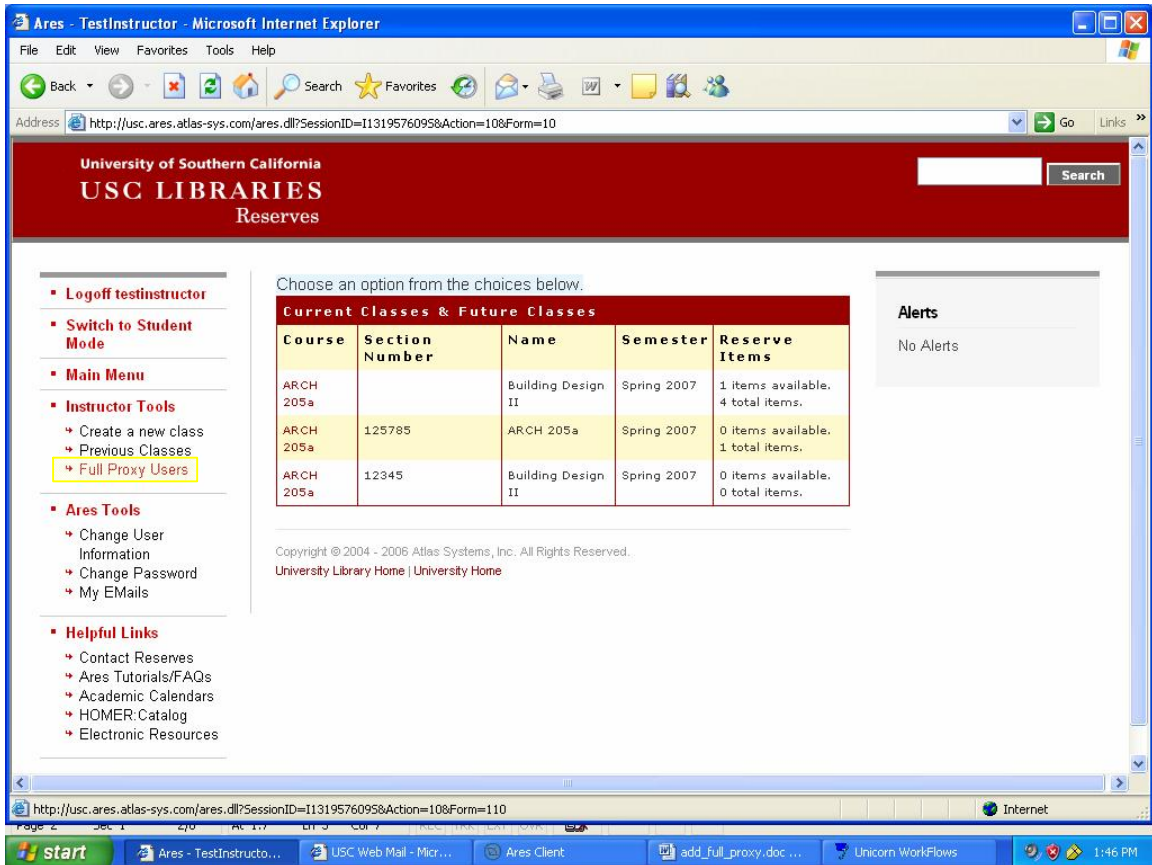 Ares - TestInstructor - Microsoft Internet Explorer
File Edit View Favorites Tools Help
Back Search Favorites
Address http://usc.ares.atlas-sys.com/ares.dll?SessionID=I131957609S&Action=10&Form=10 Go Links »
University of Southern California
USC LIBRARIES
Reserves
Search
Logoff testinstructor
Switch to Student
Mode
Main Menu
Instructor Tools
Create a new class
Previous Classes
Full Proxy Users
Ares Tools
Change User
Information
Change Password
My EMails
Helpful Links
Contact Reserves
Ares Tutorials/FAQs
Academic Calendars
HOMER:Catalog
Electronic Resources
Choose an option from the choices below.
Current Classes & Future Classes
Course Section Number Name Semester Reserve Items
ARCH 205a Building Design II Spring 2007 1 items available. 4 total items.
ARCH 205a 125785 ARCH 205a Spring 2007 0 items available. 1 total items.
ARCH 205a 12345 Building Design II Spring 2007 0 items available. 0 total items.
Copyright © 2004 - 2006 Atlas Systems, Inc. All Rights Reserved.
University Library Home | University Home
Alerts
No Alerts
http://usc.ares.atlas-sys.com/ares.dll?SessionID=I131957609S&Action=10&Form=110 Internet
start Ares - TestInstructo... USC Web Mail - Micr... Ares Client add_full_proxy.doc ... Unicorn WorkFlows 1:46 PM